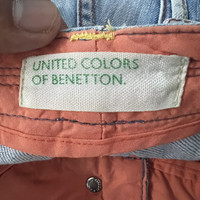 UNITED COLORS
OF BENETTON.